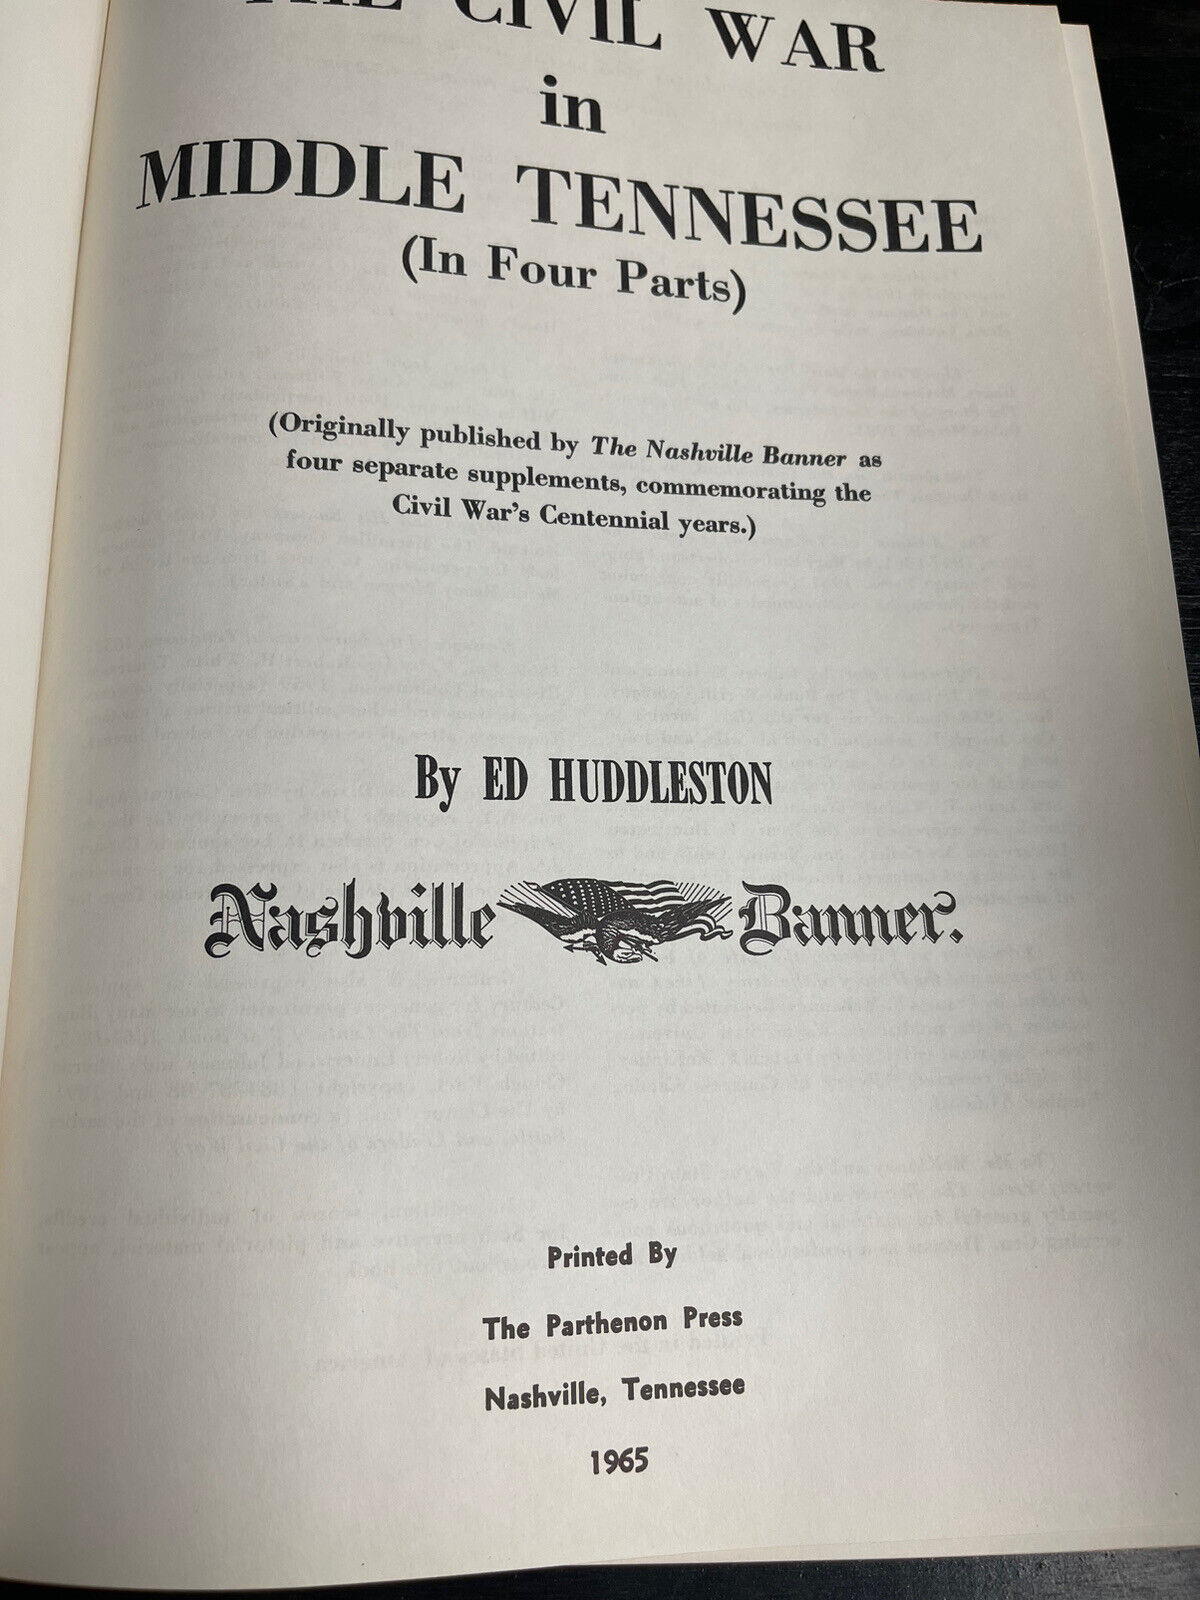 THE CIVIL WAR
in
MIDDLE TENNESSEE
(In Four Parts)
(Originally published by The Nashville Banner as
four separate supplements, commemorating the
Civil War's Centennial years.)
By ED HUDDLESTON
Nashville Banner.
Printed By
The Parthenon Press
Nashville, Tennessee
1965